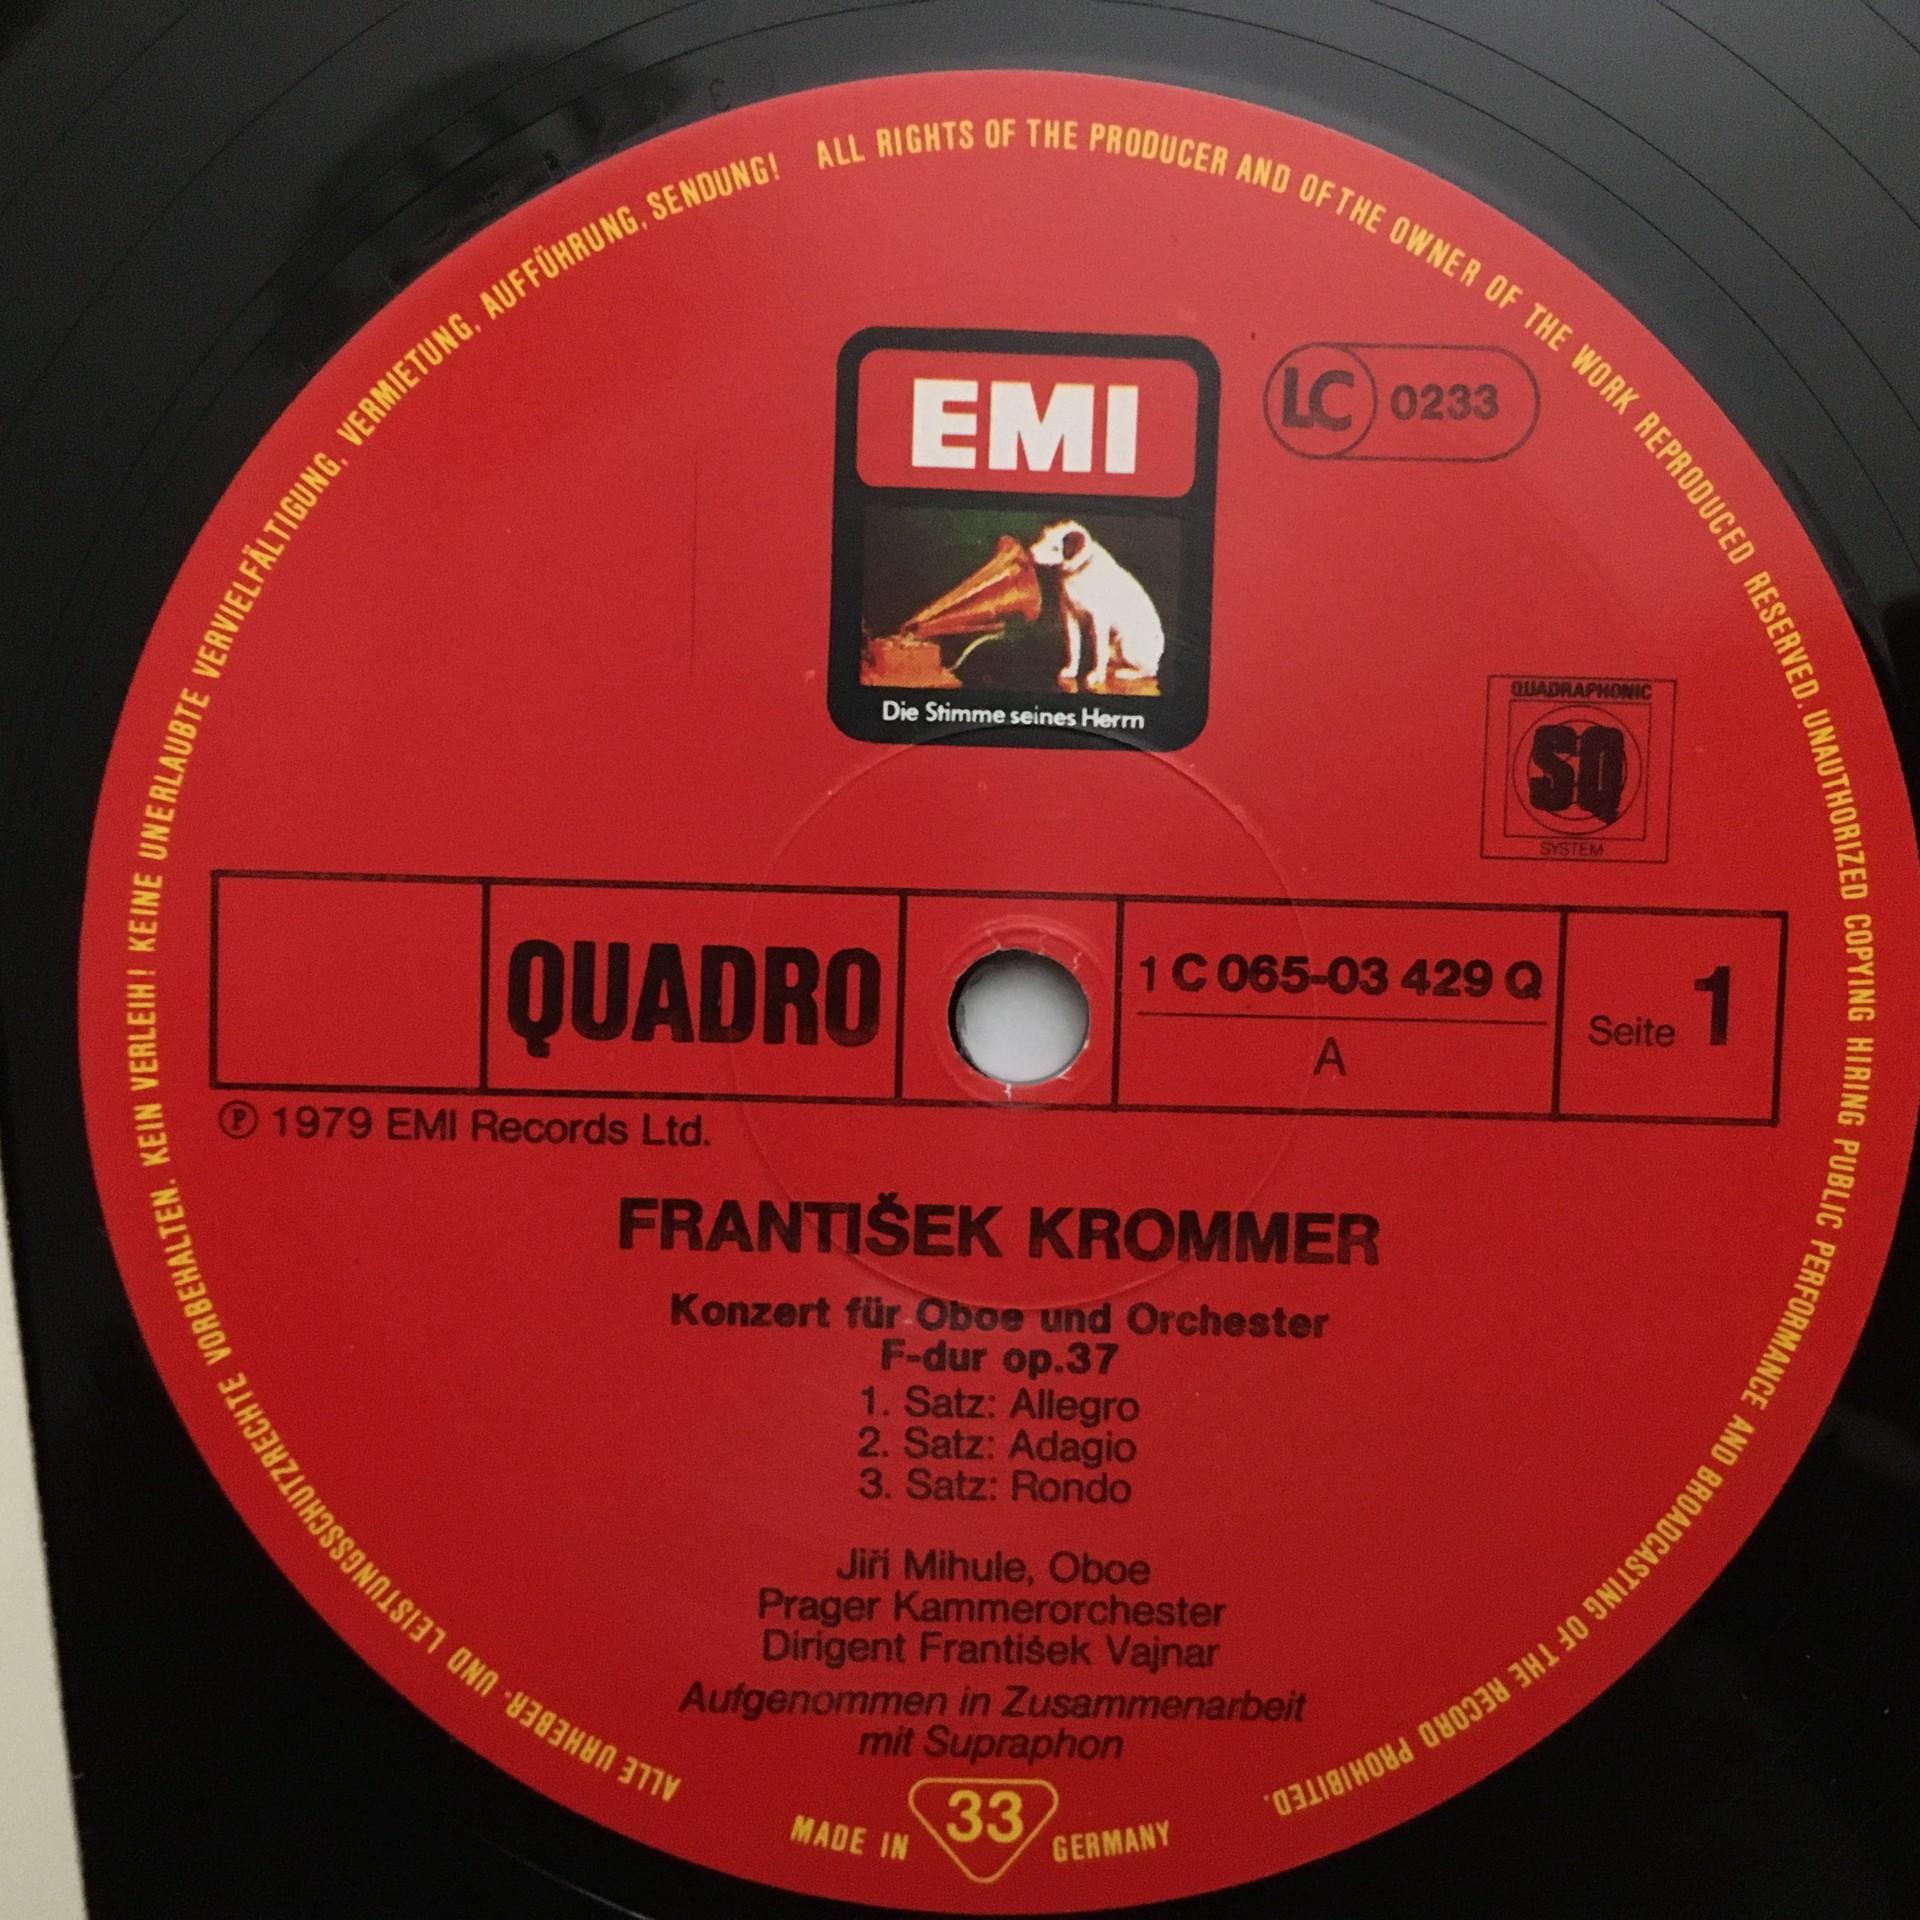 ALLE URHEBER- UND LEISTUNGSSCHUTZRECHTE VORBEHALTEN. KEIN VERLEIH! KEINE UNERLAUBTE VERVIELFÄLTIGUNG, VERMIETUNG, AUFFÜHRUNG, SENDUNG!
ALL RIGHTS OF THE PRODUCER AND OF THE OWNER OF THE WORK REPRODUCED RESERVED. UNAUTHORIZED COPYING HIRING PUBLIC PERFORMANCE AND BROADCASTING OF THE RECORD PROHIBITED.
EMI
LC 0233
Die Stimme seines Herrn
QUADRAPHONIC
SQ
SYSTEM
QUADRO
1 C 065-03 429 Q
A
Seite 1
Ⓟ 1979 EMI Records Ltd.
FRANTIŠEK KROMMER
Konzert für Oboe und Orchester
F-dur op.37
1. Satz: Allegro
2. Satz: Adagio
3. Satz: Rondo
Jiří Mihule, Oboe
Prager Kammerorchester
Dirigent František Vajnar
Aufgenommen in Zusammenarbeit
mit Supraphon
MADE IN 33 GERMANY